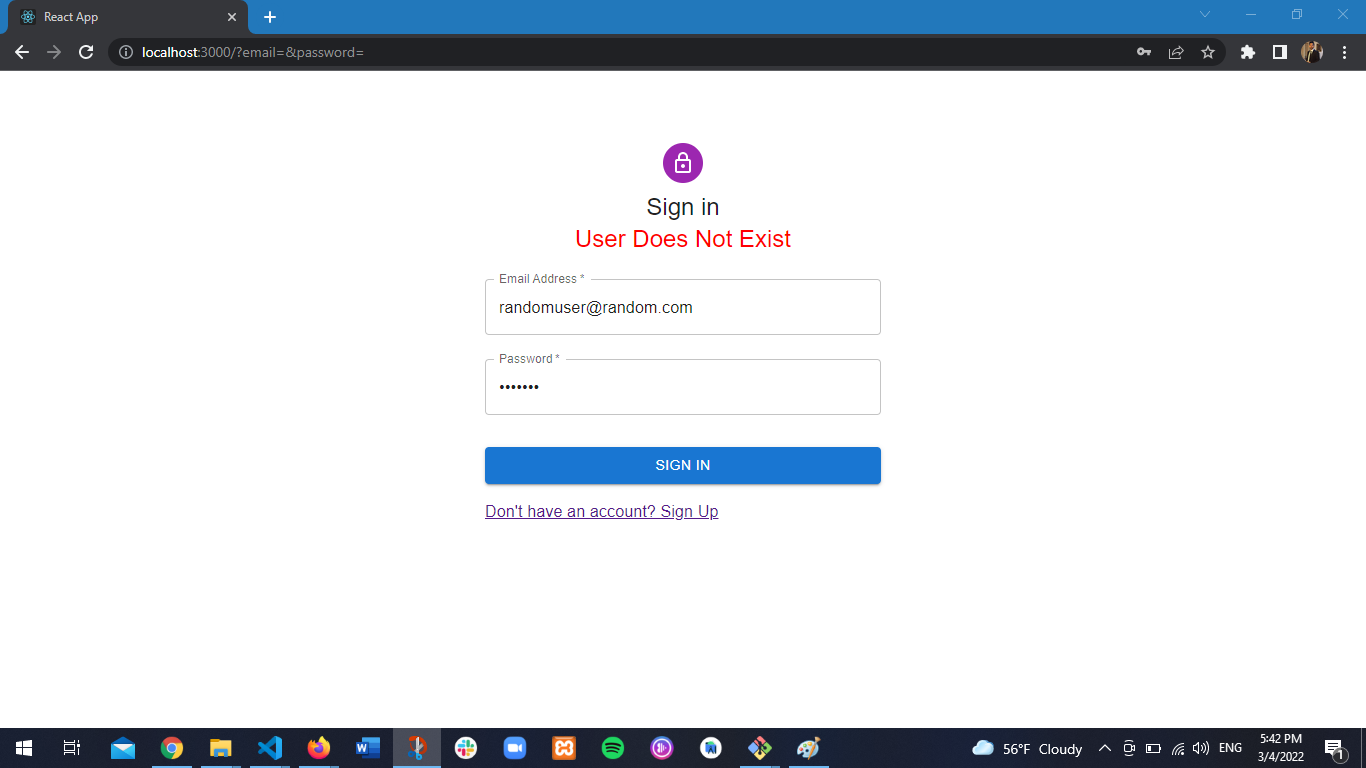 React App
localhost:3000/?email=&password=
Sign in
User Does Not Exist
Email Address *
randomuser@random.com
Password *
•••••••
SIGN IN
Don't have an account? Sign Up
56°F Cloudy
ENG
5:42 PM
3/4/2022
1